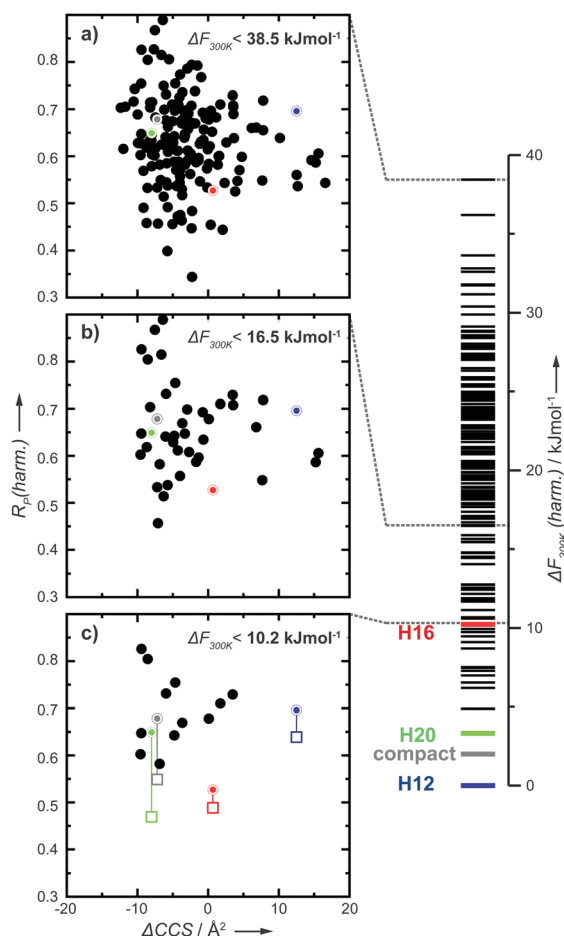 a)
ΔF300K < 38.5 kJmol⁻¹
0.9
0.8
0.7
0.6
0.5
0.4
0.3
b)
ΔF300K < 16.5 kJmol⁻¹
0.8
0.7
0.6
0.5
0.4
0.3
RP(harm.)
c)
ΔF300K < 10.2 kJmol⁻¹
0.8
0.7
0.6
0.5
0.4
0.3
-20 -10 0 10 20
ΔCCS / Å²
40
30
20
10
0
ΔF300K (harm.) / kJmol⁻¹
H16
H20
compact
H12